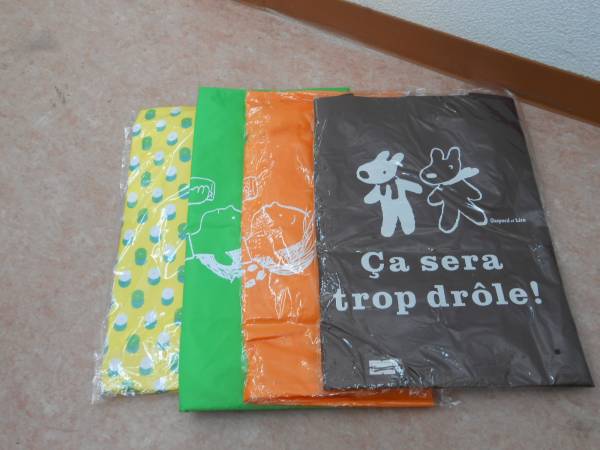 Gaspard et Lisa
Ça sera
trop drôle!